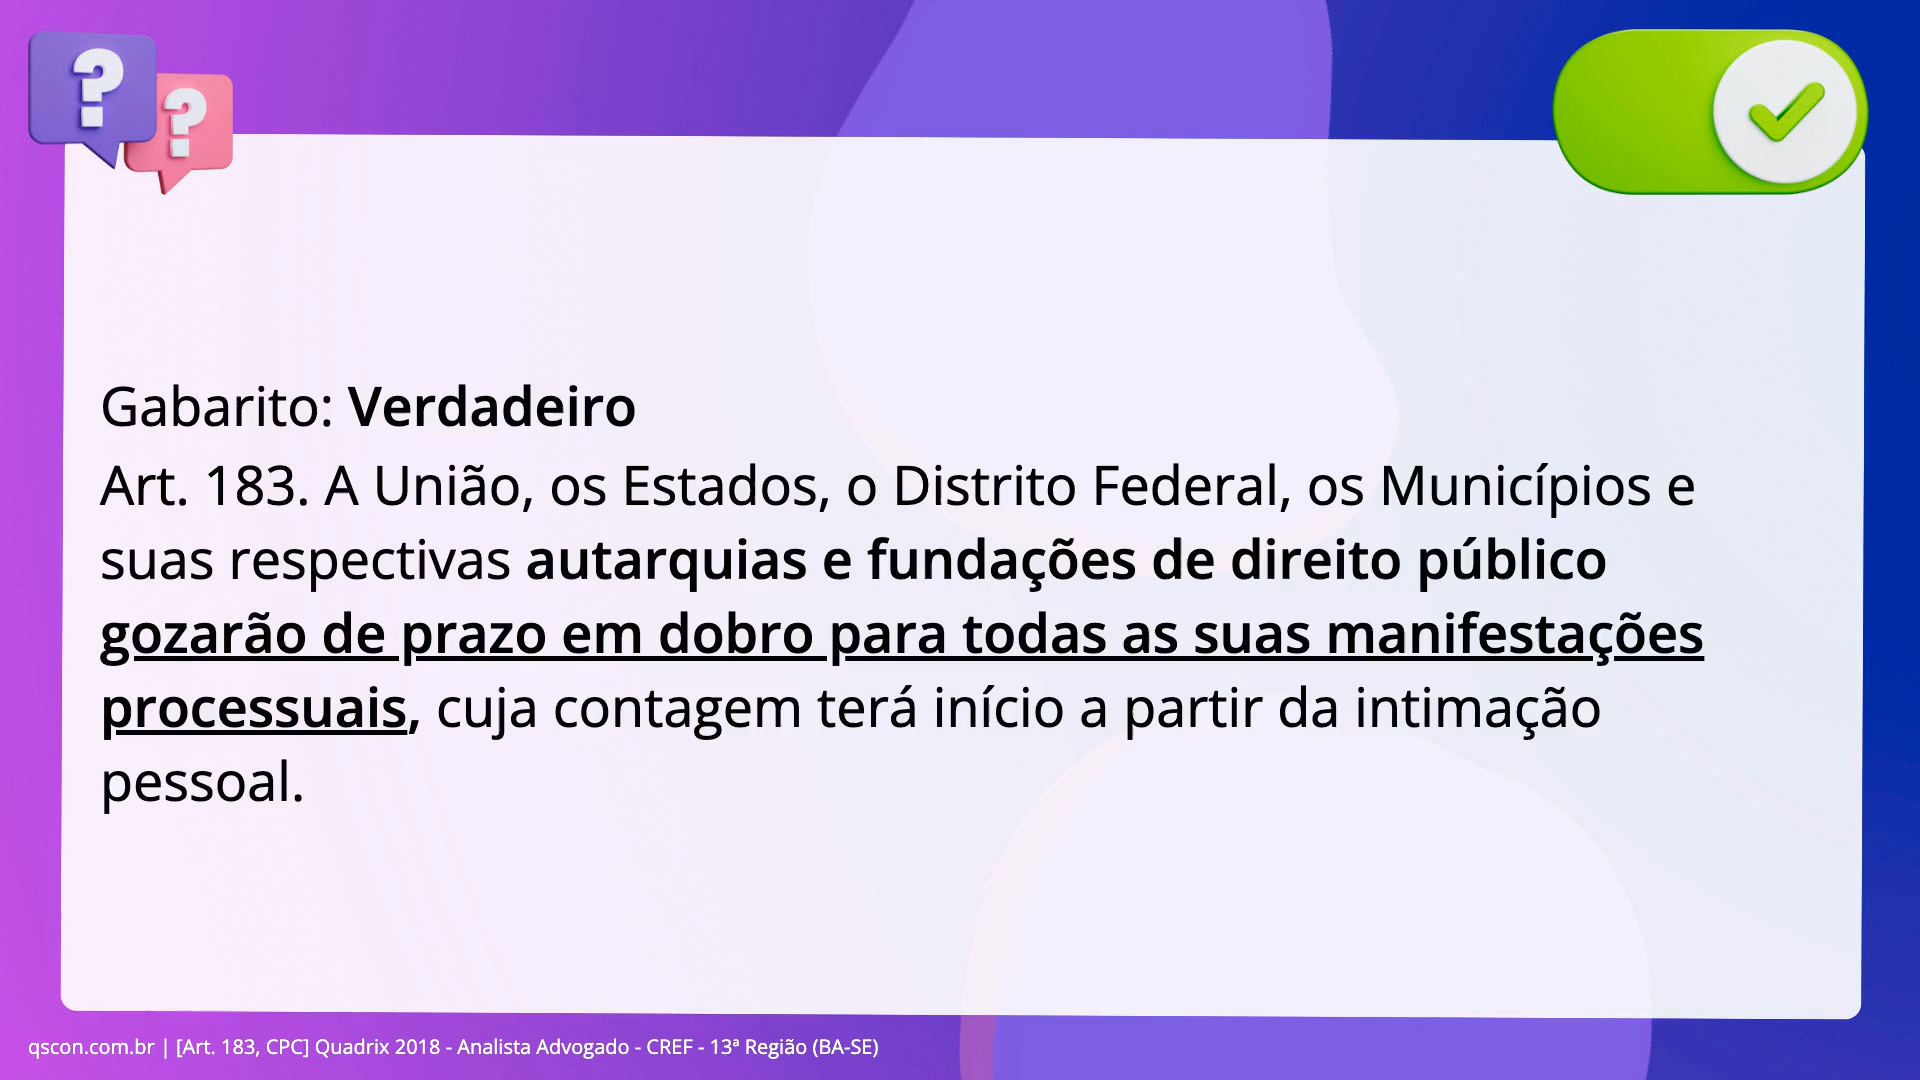 ?
?
Gabarito: Verdadeiro
Art. 183. A União, os Estados, o Distrito Federal, os Municípios e
suas respectivas autarquias e fundações de direito público
gozarão de prazo em dobro para todas as suas manifestações
processuais, cuja contagem terá início a partir da intimação
pessoal.
qscon.com.br | [Art. 183, CPC] Quadrix 2018 - Analista Advogado - CREF - 13ª Região (BA-SE)